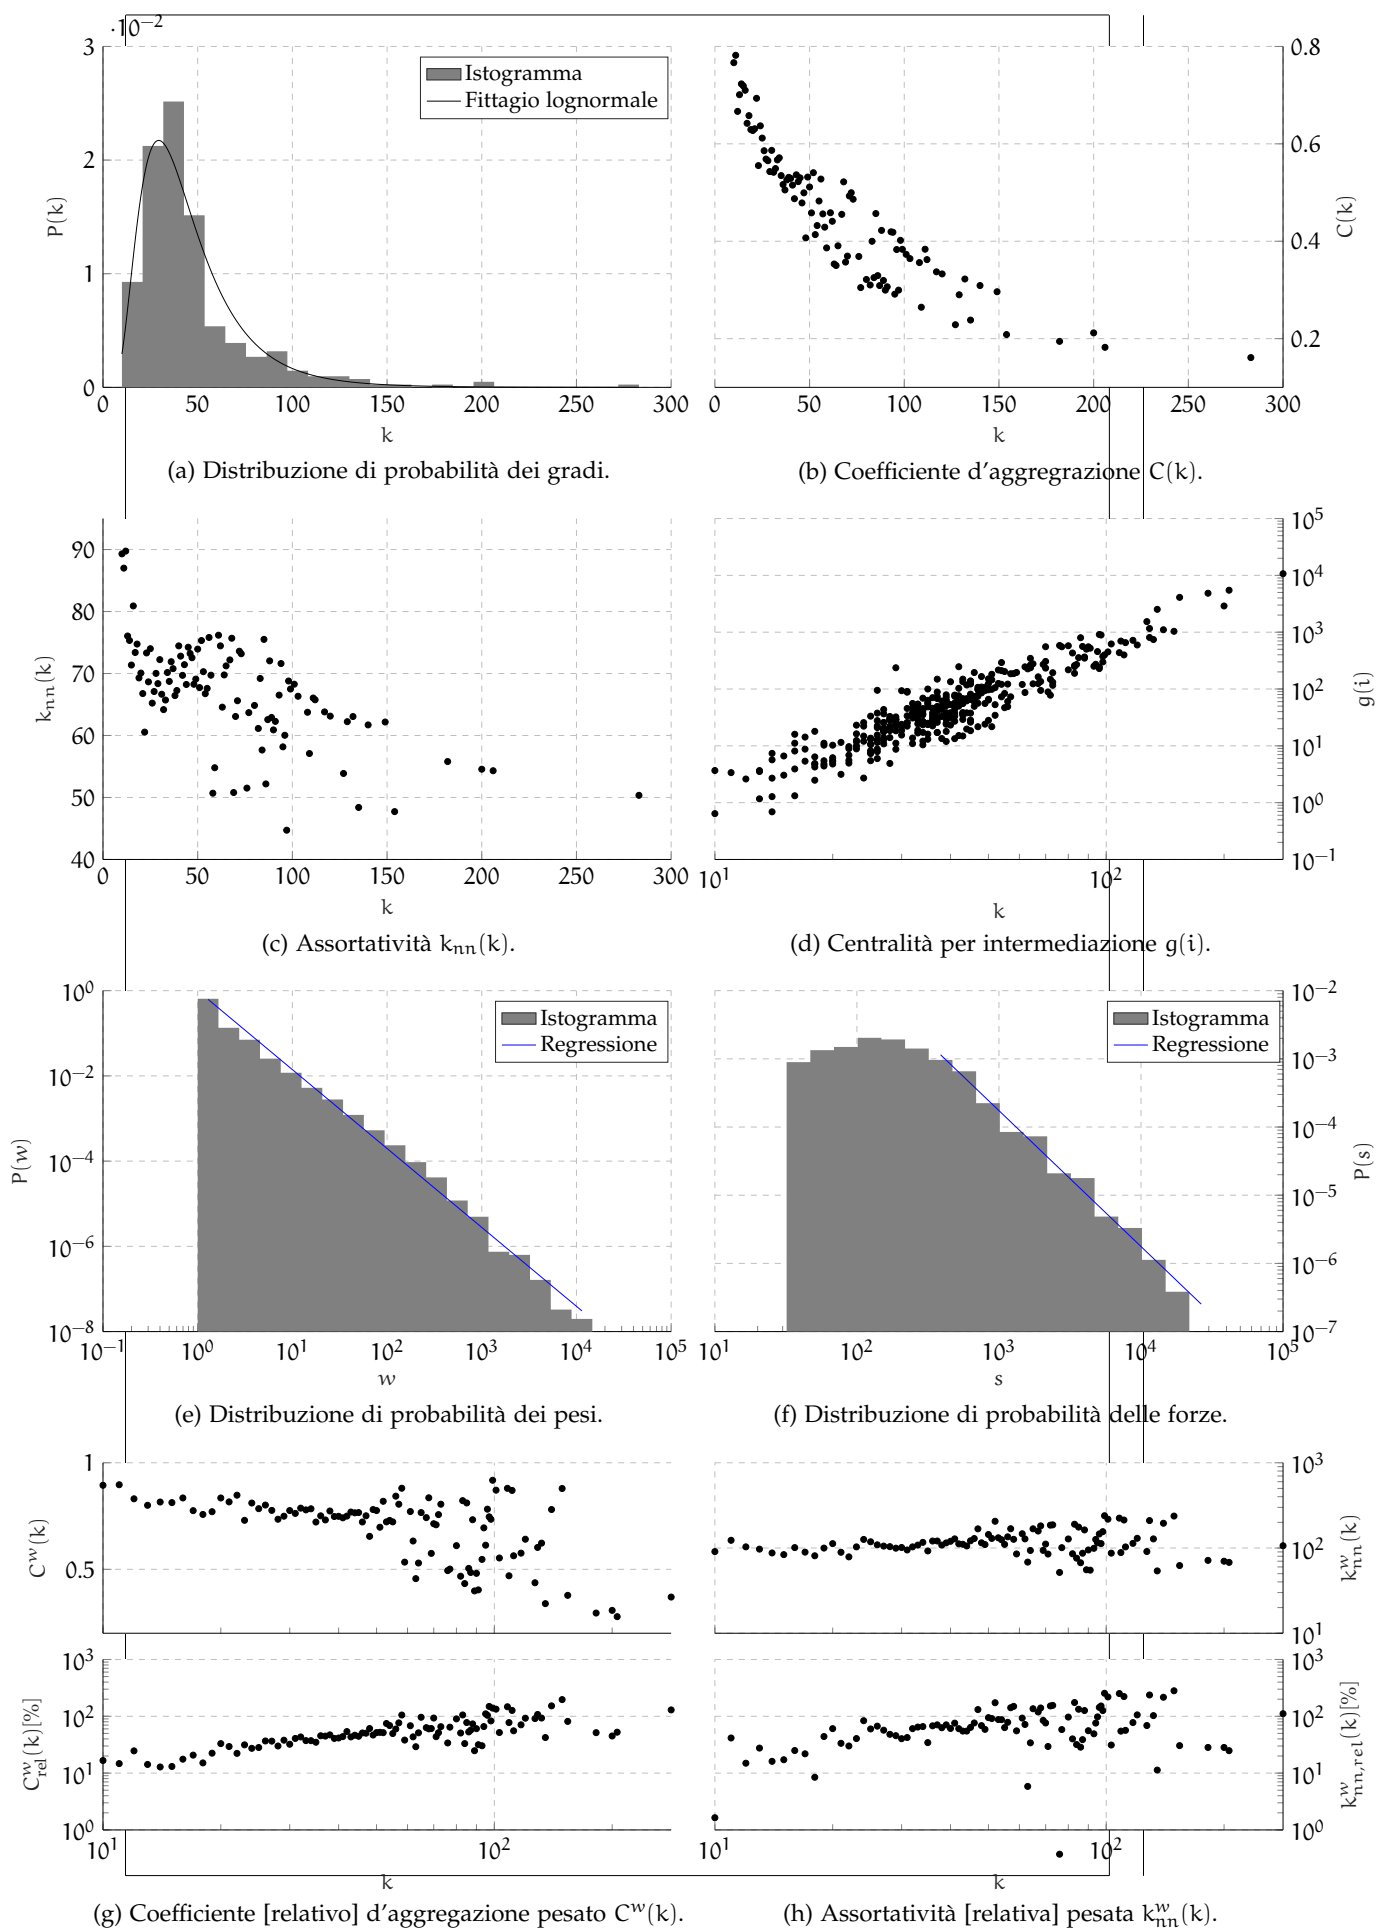 ·10⁻²
3
2
1
0
P(k)
Istogramma
Fittagio lognormale
0 50 100 150 200 250 300
k
(a) Distribuzione di probabilità dei gradi.
0.8
0.6
0.4
0.2
C(k)
0 50 100 150 200 250 300
k
(b) Coefficiente d'aggregrazione C(k).
90
80
70
60
50
40
k_nn(k)
0 50 100 150 200 250 300
k
(c) Assortatività k_nn(k).
10⁵
10⁴
10³
10²
10¹
10⁰
10⁻¹
g(i)
10¹ 10²
k
(d) Centralità per intermediazione g(i).
10⁰
10⁻²
10⁻⁴
10⁻⁶
10⁻⁸
P(w)
Istogramma
Regressione
10⁻¹ 10⁰ 10¹ 10² 10³ 10⁴ 10⁵
w
(e) Distribuzione di probabilità dei pesi.
10⁻²
10⁻³
10⁻⁴
10⁻⁵
10⁻⁶
10⁻⁷
P(s)
Istogramma
Regressione
10¹ 10² 10³ 10⁴ 10⁵
s
(f) Distribuzione di probabilità delle forze.
1
0.5
C^w(k)
10³
10²
10¹
10⁰
C^w_rel(k)[%]
10¹ 10²
k
(g) Coefficiente [relativo] d'aggregazione pesato C^w(k).
10³
10²
10¹
k^w_nn(k)
10³
10²
10¹
10⁰
k^w_nn,rel(k)[%]
10¹ 10²
k
(h) Assortatività [relativa] pesata k^w_nn(k).